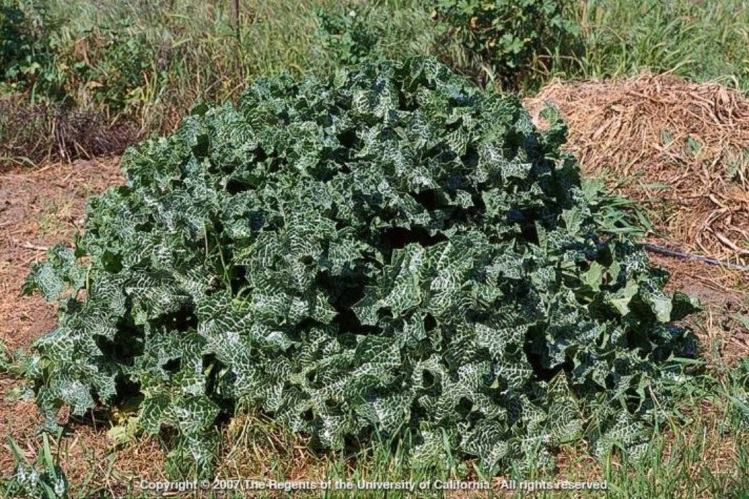 Copyright © 2007 The Regents of the University of California. All rights reserved.